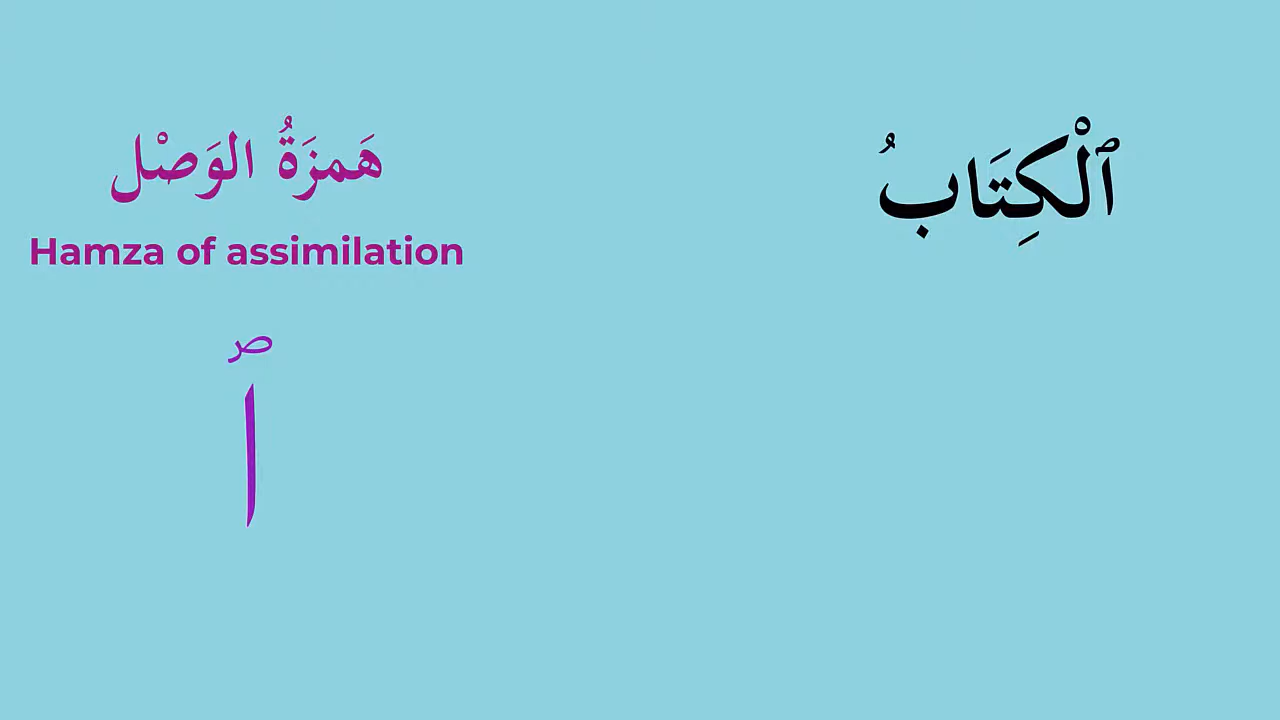 هَمزَةُ الوَصْل
Hamza of assimilation
ٱ
ٱلْكِتَابُ